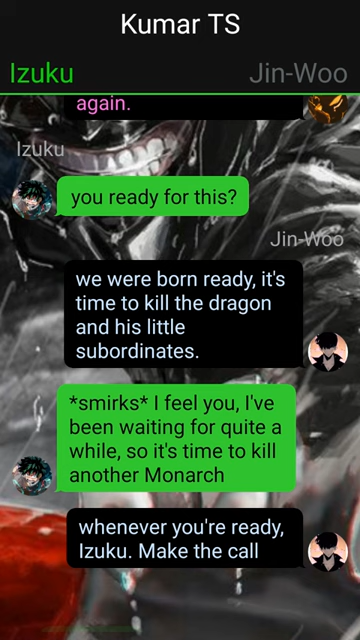 Kumar TS
Izuku
Jin-Woo
again.
Izuku
you ready for this?
Jin-Woo
we were born ready, it's
time to kill the dragon
and his little
subordinates.
*smirks* I feel you, I've
been waiting for quite a
while, so it's time to kill
another Monarch
whenever you're ready,
Izuku. Make the call